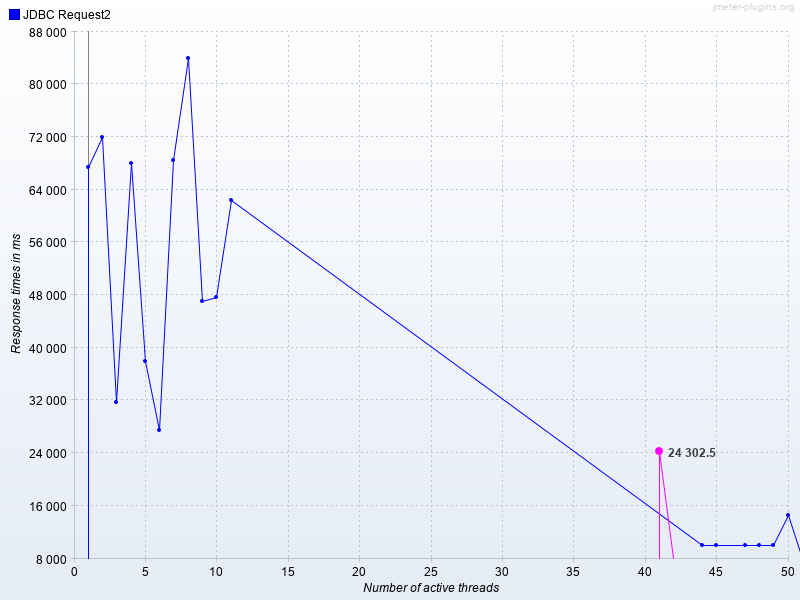 jmeter-plugins.org
JDBC Request2
88 000
80 000
72 000
64 000
56 000
48 000
40 000
32 000
24 000
16 000
8 000
Response times in ms
24 302.5
0 5 10 15 20 25 30 35 40 45 50
Number of active threads